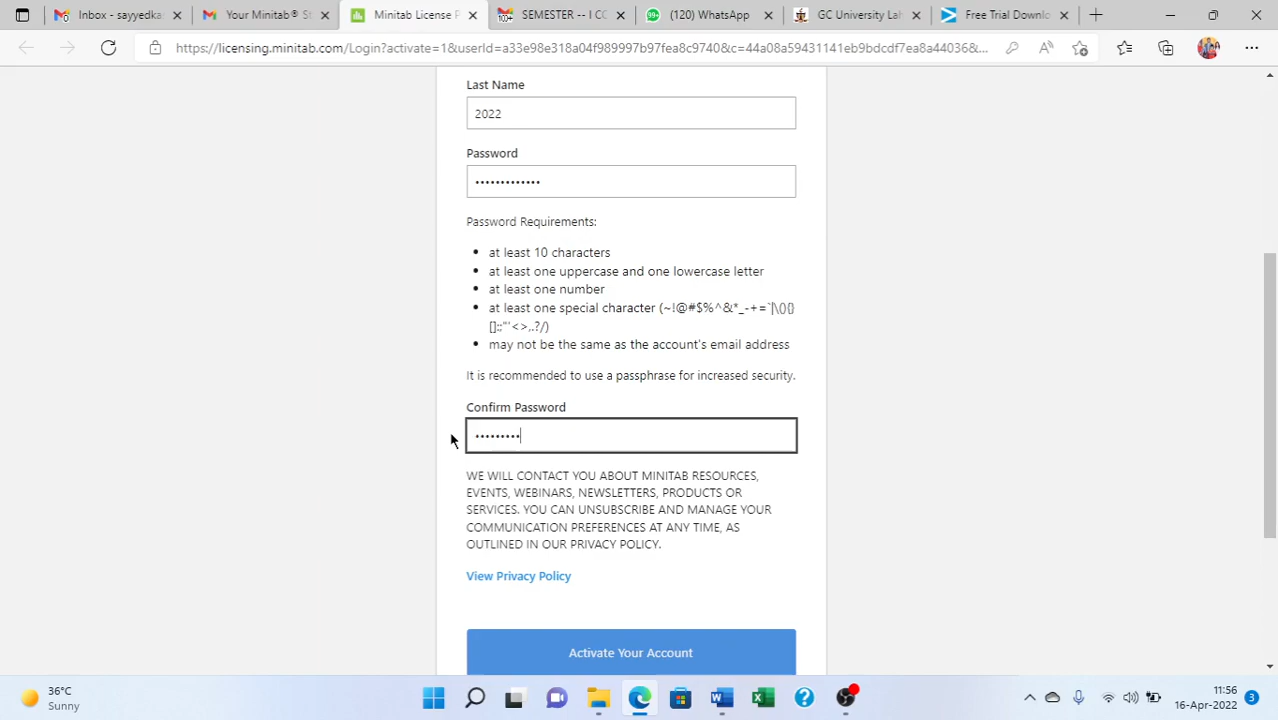 Inbox - sayyedka
Your Minitab® St
Minitab License P
SEMESTER -- I CC
(120) WhatsApp
GC University Lah
Free Trial Downlo
https://licensing.minitab.com/Login?activate=1&userId=a33e98e318a04f989997b97fea8c9740&c=44a08a59431141eb9bdcdf7ea8a44036&...
Last Name
2022
Password
•••••••••••••
Password Requirements:
• at least 10 characters
• at least one uppercase and one lowercase letter
• at least one number
• at least one special character (~!@#$%^&*_-+=`|\(){}
[]:;"'<>,.?/)
• may not be the same as the account's email address
It is recommended to use a passphrase for increased security.
Confirm Password
•••••••••
WE WILL CONTACT YOU ABOUT MINITAB RESOURCES,
EVENTS, WEBINARS, NEWSLETTERS, PRODUCTS OR
SERVICES. YOU CAN UNSUBSCRIBE AND MANAGE YOUR
COMMUNICATION PREFERENCES AT ANY TIME, AS
OUTLINED IN OUR PRIVACY POLICY.
View Privacy Policy
Activate Your Account
36°C
Sunny
11:56
16-Apr-2022
3